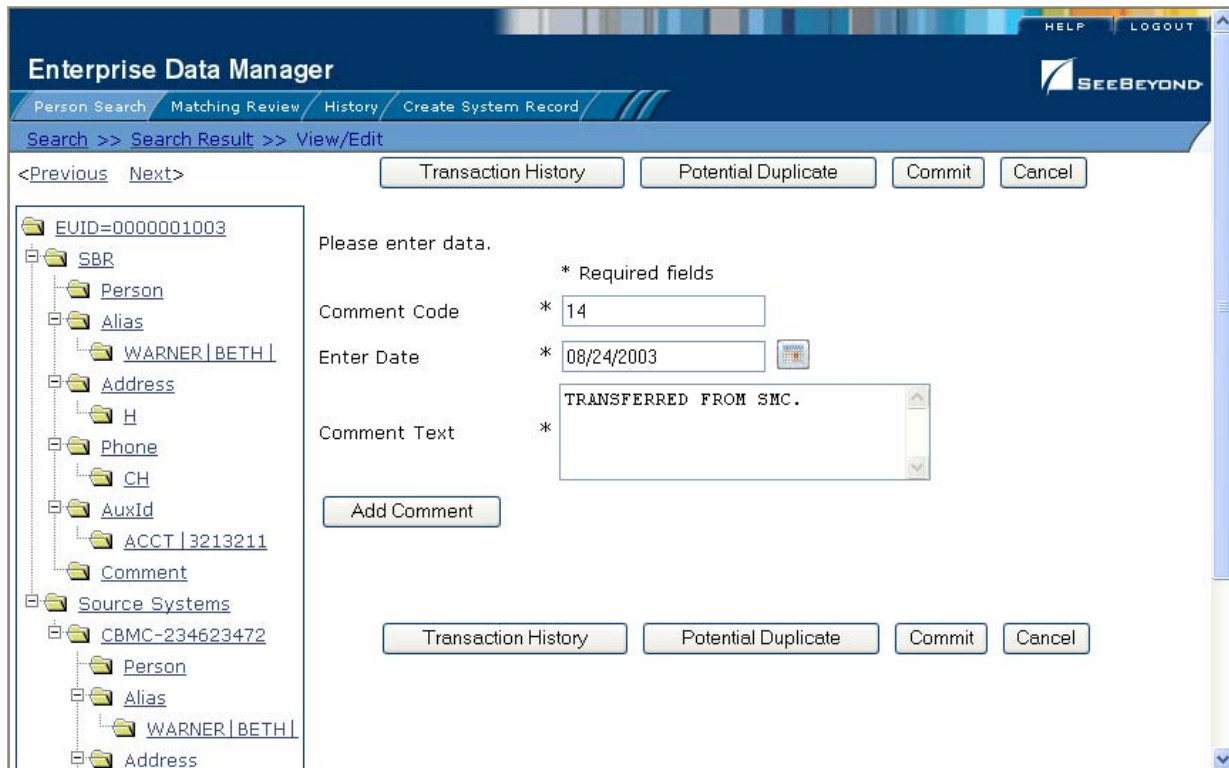 HELP LOGOUT
Enterprise Data Manager
SEEBEYOND
Person Search Matching Review History Create System Record
Search >> Search Result >> View/Edit
<Previous Next> Transaction History Potential Duplicate Commit Cancel
EUID=0000001003
SBR
Person
Alias
WARNER|BETH|
Address
H
Phone
CH
AuxId
ACCT|3213211
Comment
Source Systems
CBMC-234623472
Person
Alias
WARNER|BETH|
Address
Please enter data.
* Required fields
Comment Code * 14
Enter Date * 08/24/2003
Comment Text * TRANSFERRED FROM SMC.
Add Comment
Transaction History Potential Duplicate Commit Cancel